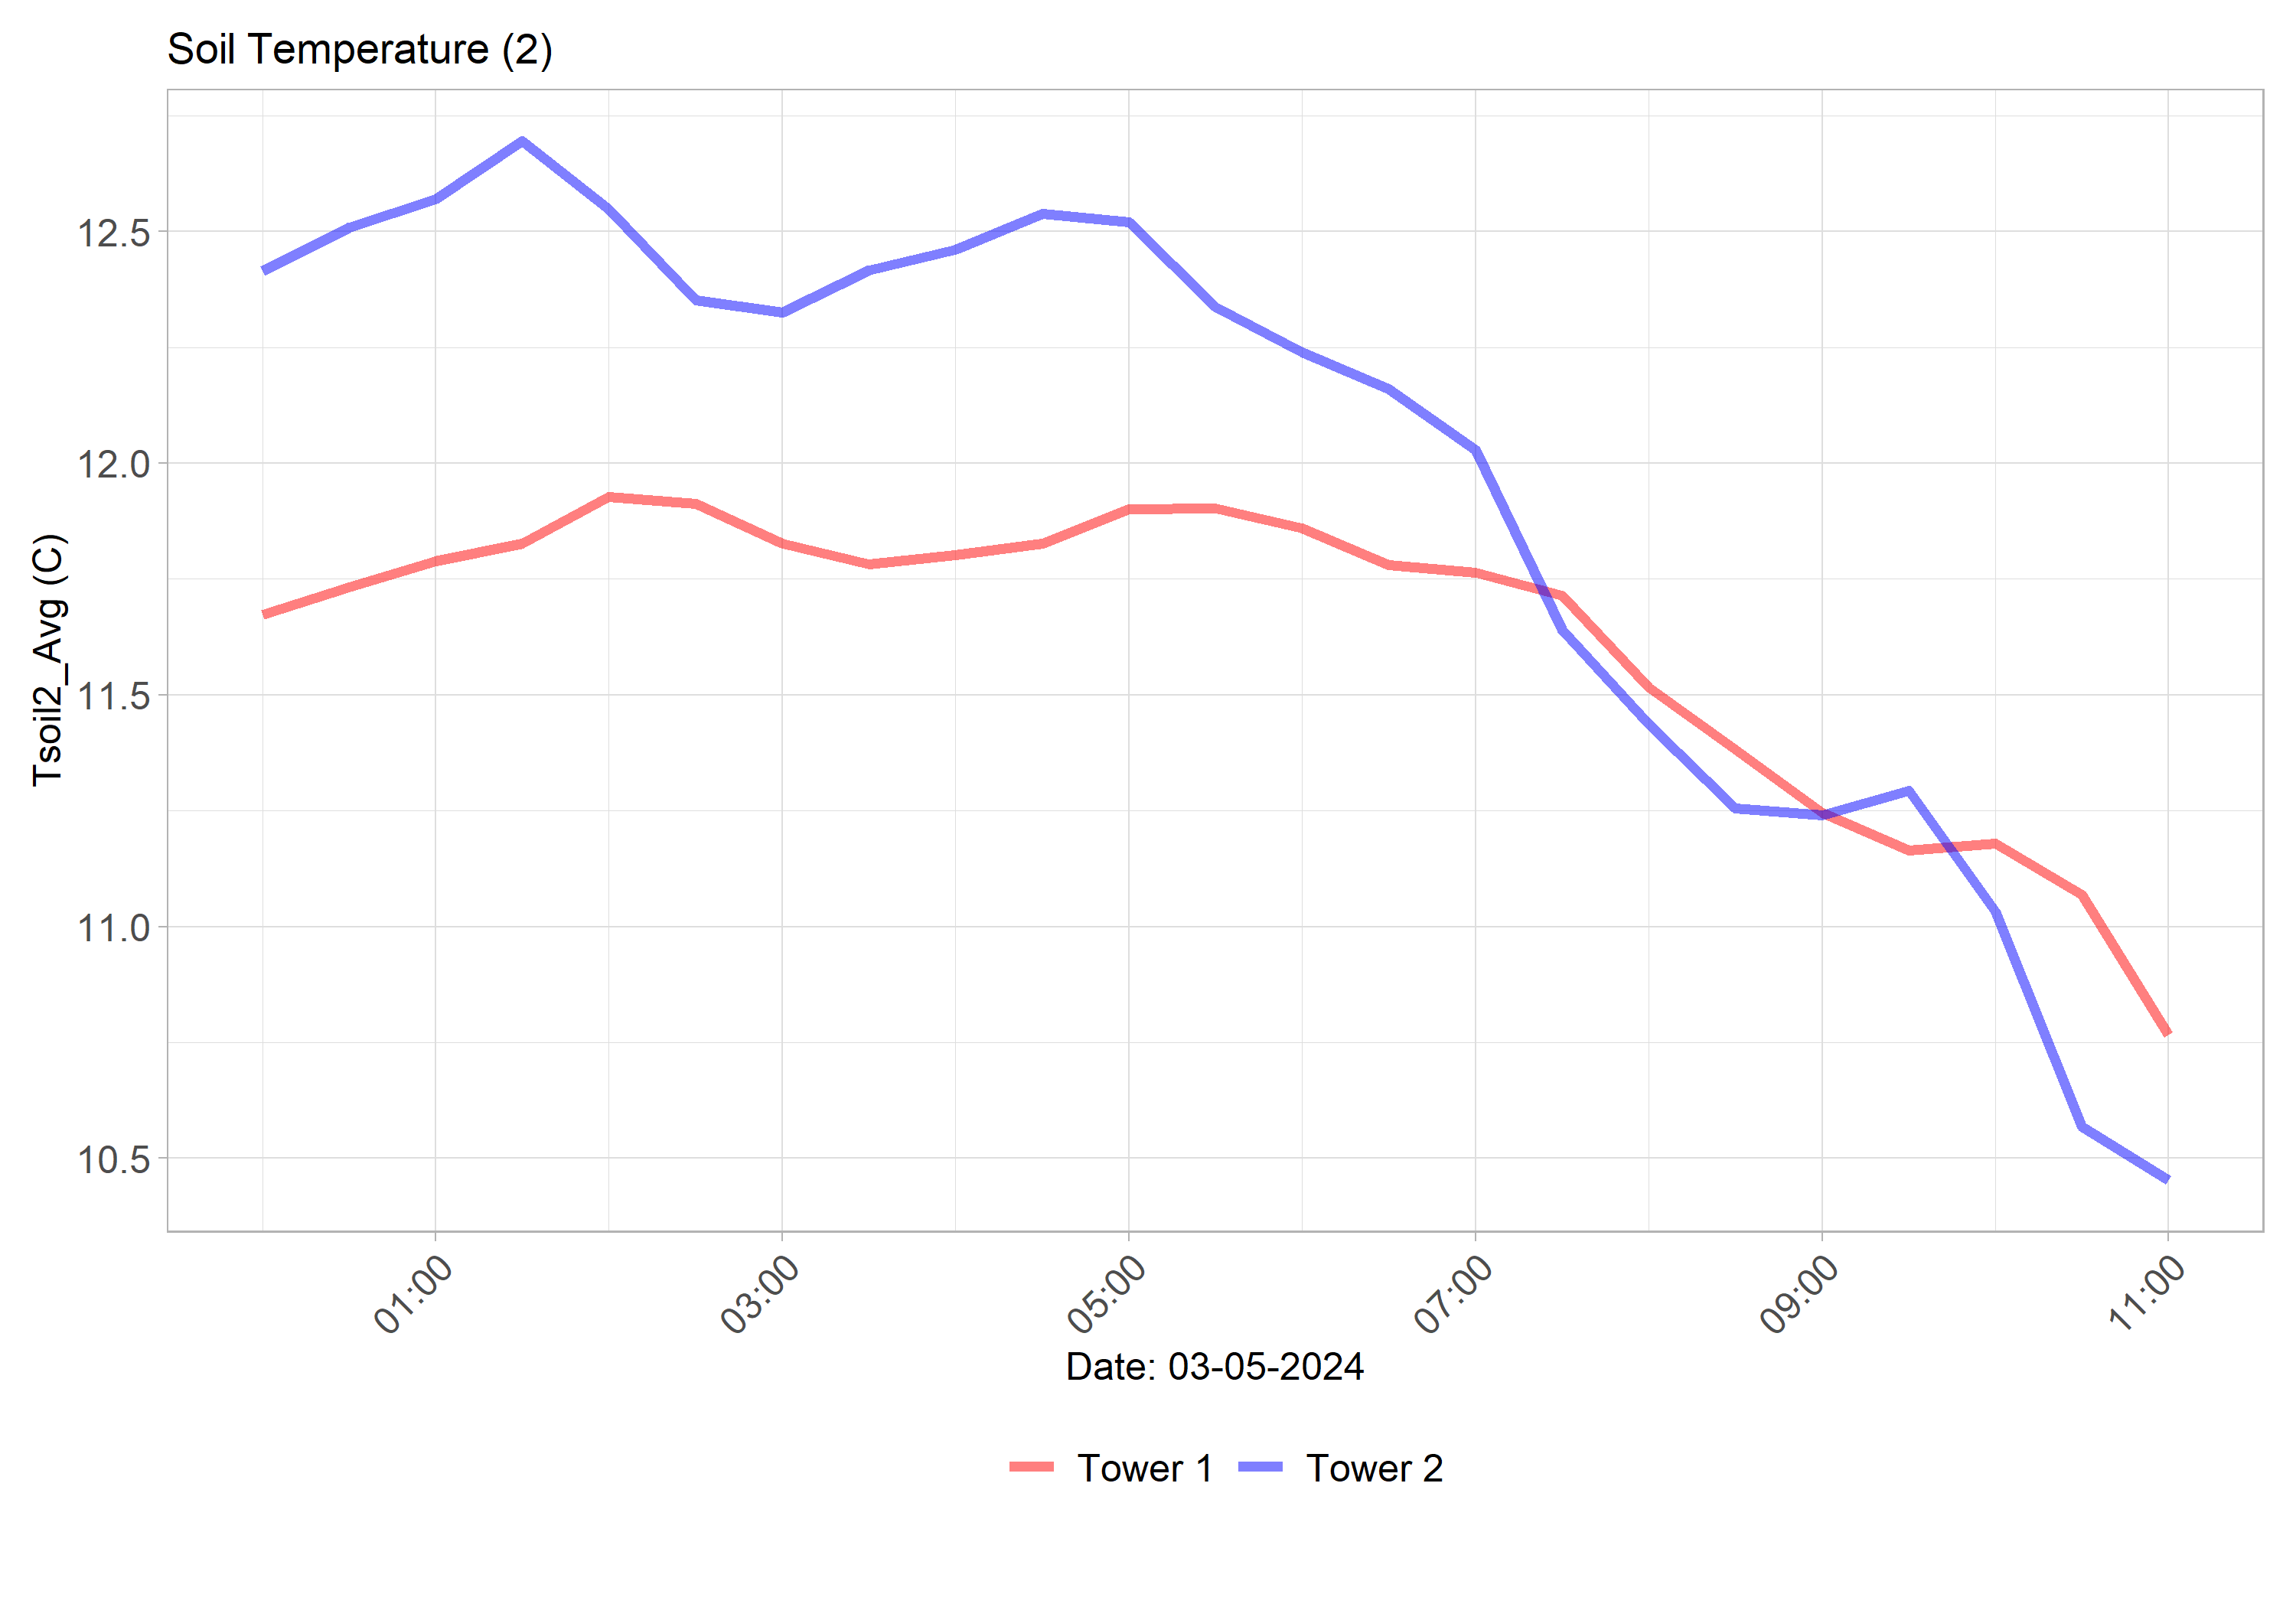 Soil Temperature (2)
Tsoil2_Avg (C)
12.5
12.0
11.5
11.0
10.5
01:00
03:00
05:00
07:00
09:00
11:00
Date: 03-05-2024
Tower 1
Tower 2